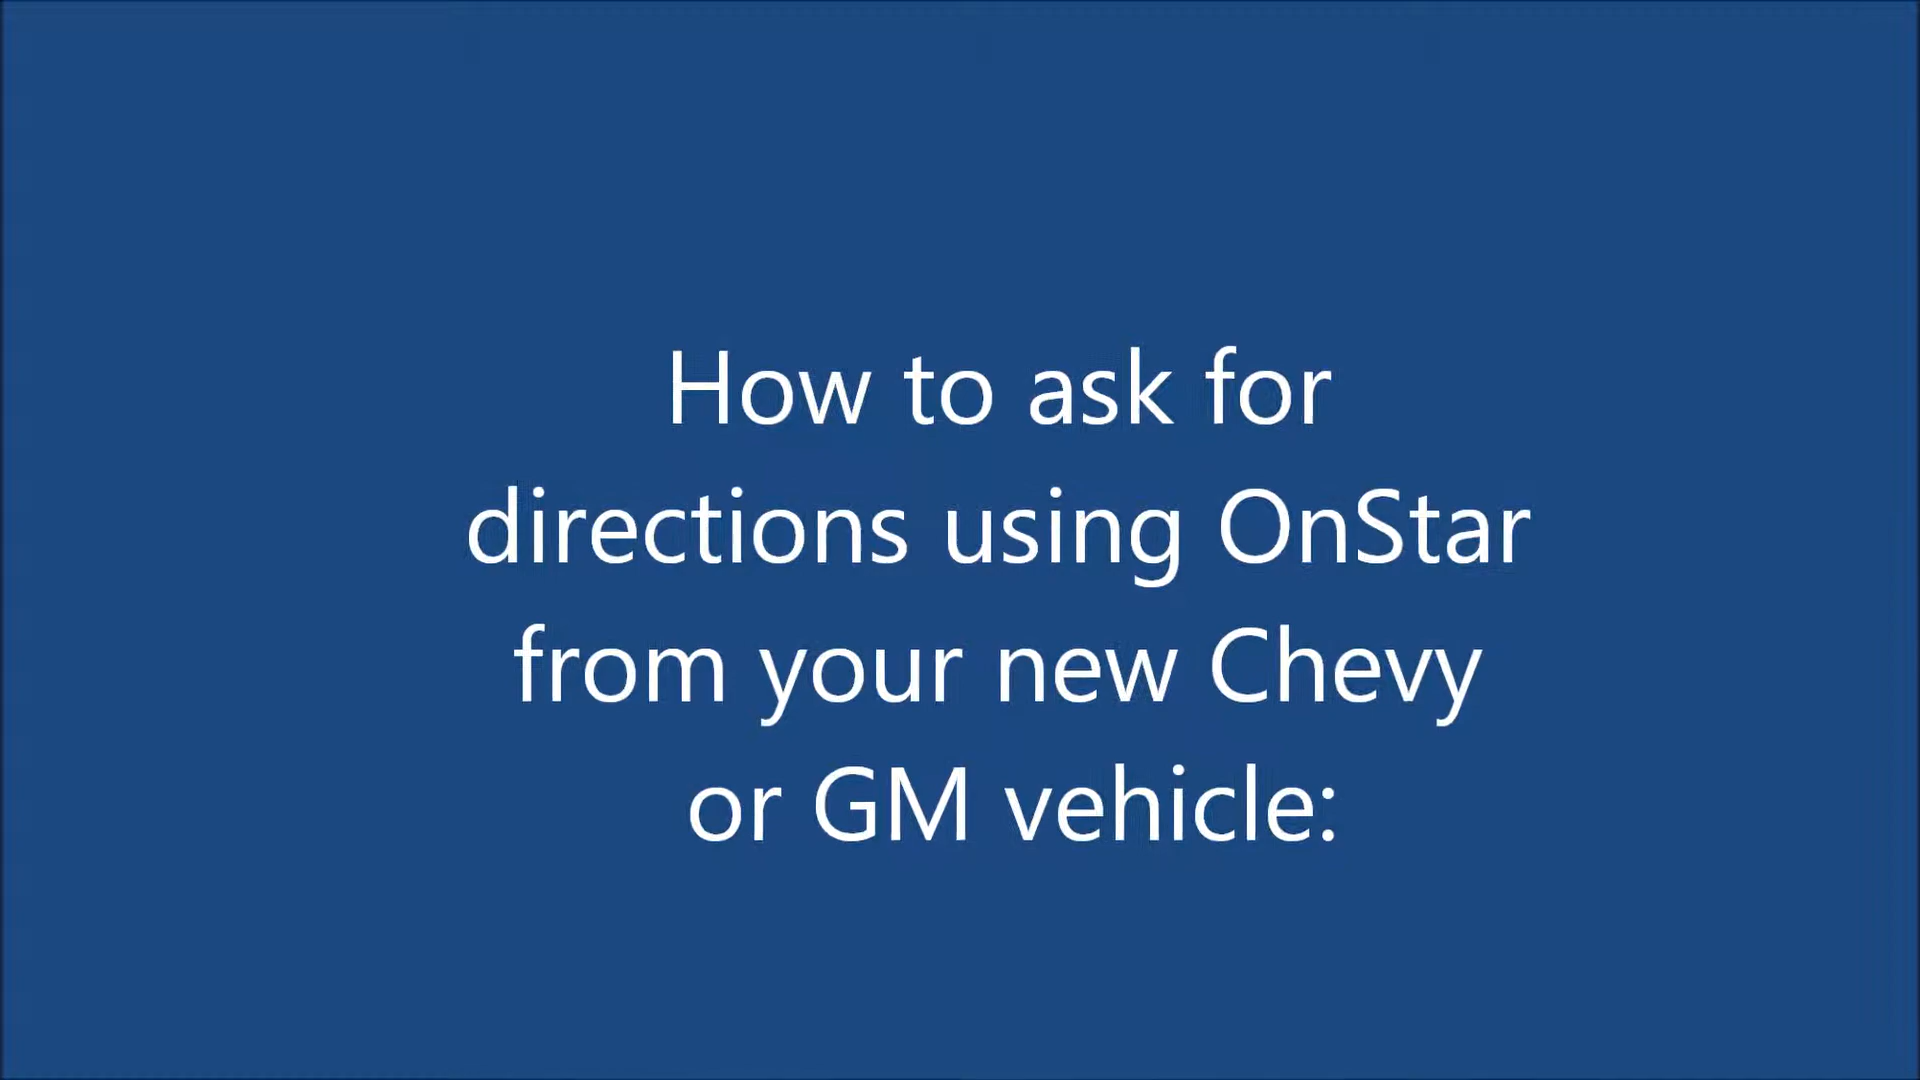 How to ask for
directions using OnStar
from your new Chevy
or GM vehicle: